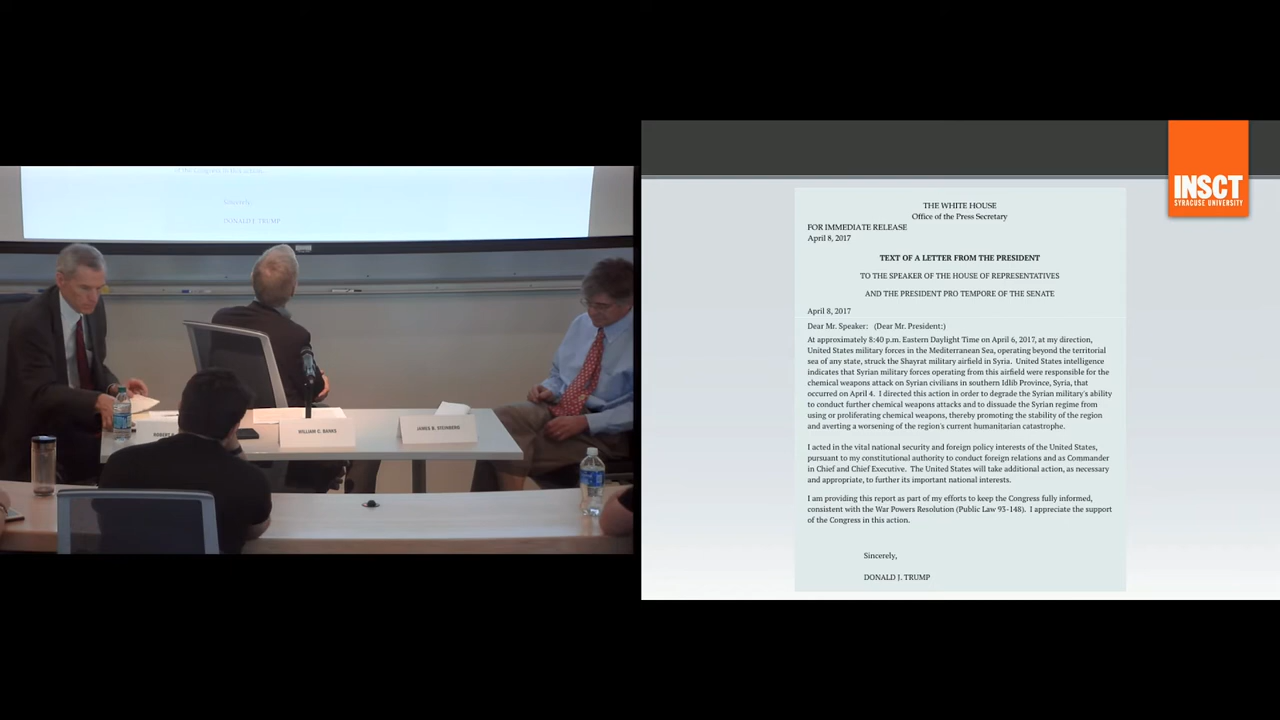 of the Congress in this action.
Sincerely,
DONALD J. TRUMP
ROBERT
WILLIAM C. BANKS
JAMES B. STEINBERG
INSCT
SYRACUSE UNIVERSITY
THE WHITE HOUSE
Office of the Press Secretary
FOR IMMEDIATE RELEASE
April 8, 2017
TEXT OF A LETTER FROM THE PRESIDENT
TO THE SPEAKER OF THE HOUSE OF REPRESENTATIVES
AND THE PRESIDENT PRO TEMPORE OF THE SENATE
April 8, 2017
Dear Mr. Speaker: (Dear Mr. President:)
At approximately 8:40 p.m. Eastern Daylight Time on April 6, 2017, at my direction,
United States military forces in the Mediterranean Sea, operating beyond the territorial
sea of any state, struck the Shayrat military airfield in Syria. United States intelligence
indicates that Syrian military forces operating from this airfield were responsible for the
chemical weapons attack on Syrian civilians in southern Idlib Province, Syria, that
occurred on April 4. I directed this action in order to degrade the Syrian military's ability
to conduct further chemical weapons attacks and to dissuade the Syrian regime from
using or proliferating chemical weapons, thereby promoting the stability of the region
and averting a worsening of the region's current humanitarian catastrophe.
I acted in the vital national security and foreign policy interests of the United States,
pursuant to my constitutional authority to conduct foreign relations and as Commander
in Chief and Chief Executive. The United States will take additional action, as necessary
and appropriate, to further its important national interests.
I am providing this report as part of my efforts to keep the Congress fully informed,
consistent with the War Powers Resolution (Public Law 93-148). I appreciate the support
of the Congress in this action.
Sincerely,
DONALD J. TRUMP